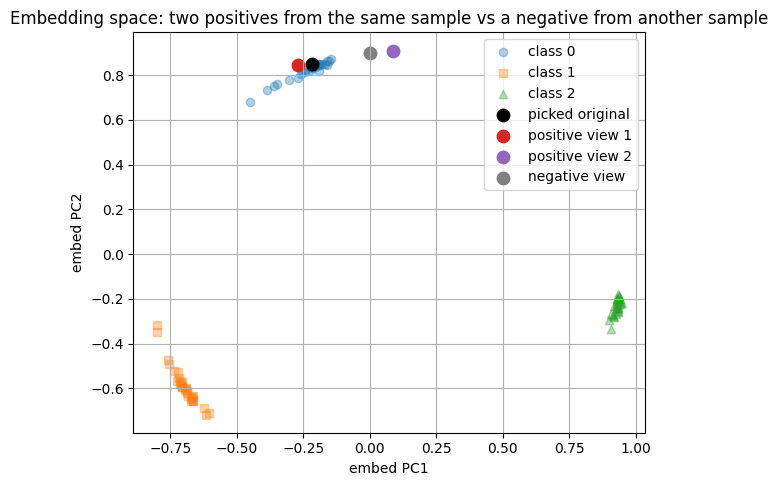 Embedding space: two positives from the same sample vs a negative from another sample
class 0
class 1
class 2
picked original
positive view 1
positive view 2
negative view
embed PC2
0.8
0.6
0.4
0.2
0.0
−0.2
−0.4
−0.6
−0.75
−0.50
−0.25
0.00
0.25
0.50
0.75
1.00
embed PC1